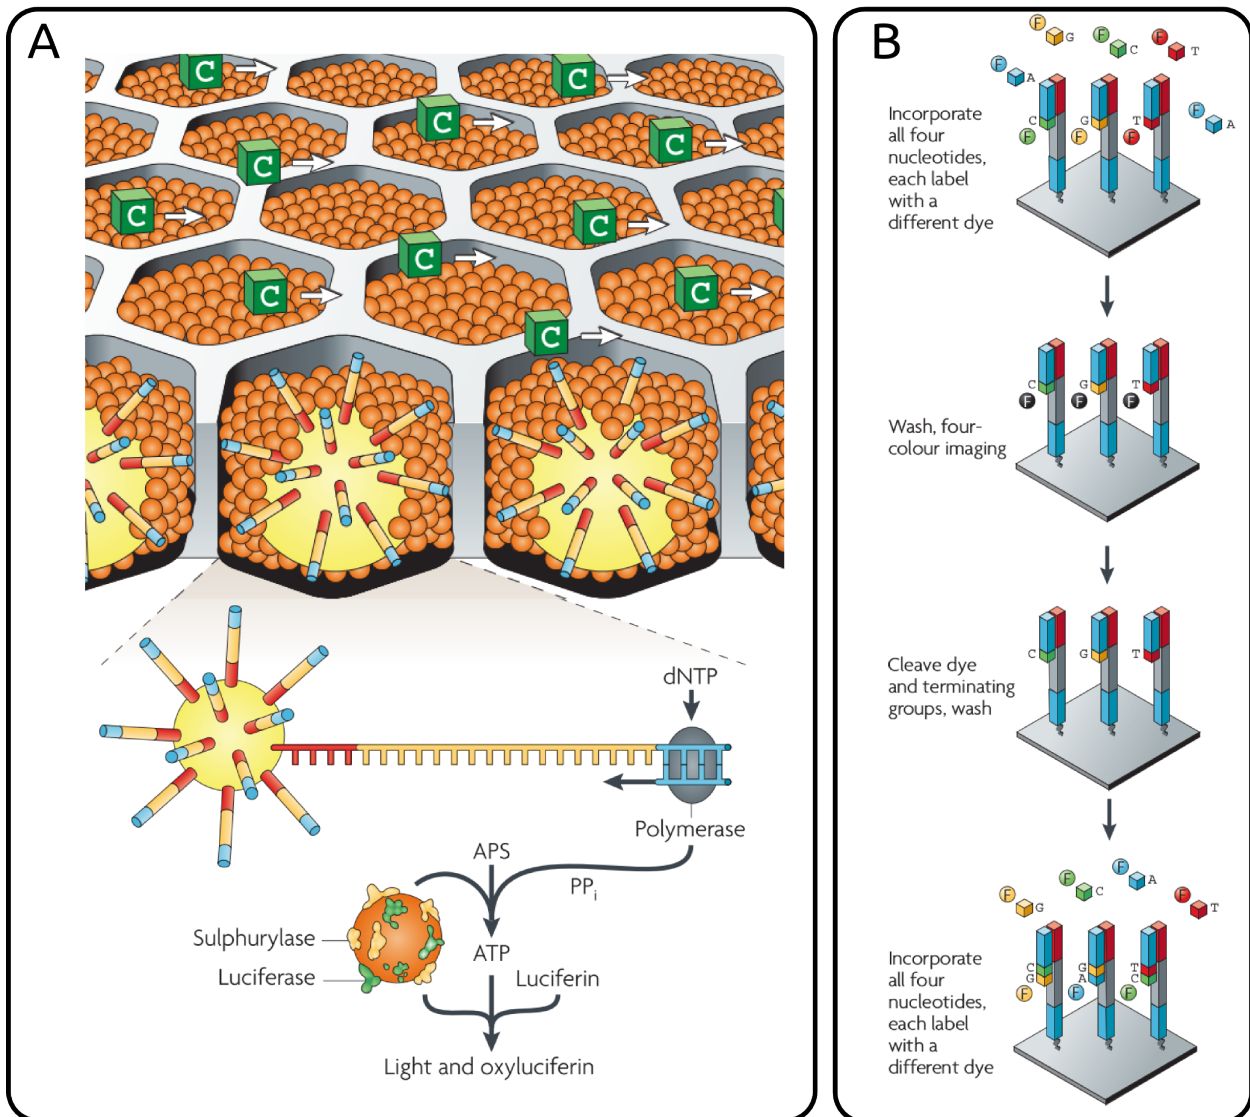 A
C
C
C
C
C
C
C
C
C
C
C
dNTP
Polymerase
APS
PPi
Sulphurylase
ATP
Luciferase
Luciferin
Light and oxyluciferin
B
F G
F C
F T
F A
F A
Incorporate
all four
nucleotides,
each label
with a
different dye
C G T
F F F
Wash, four-
colour imaging
C G T
F F F
Cleave dye
and terminating
groups, wash
C G T
F G
F C
F A
F T
Incorporate
all four
nucleotides,
each label
with a
different dye
C G T
G A C
F F F